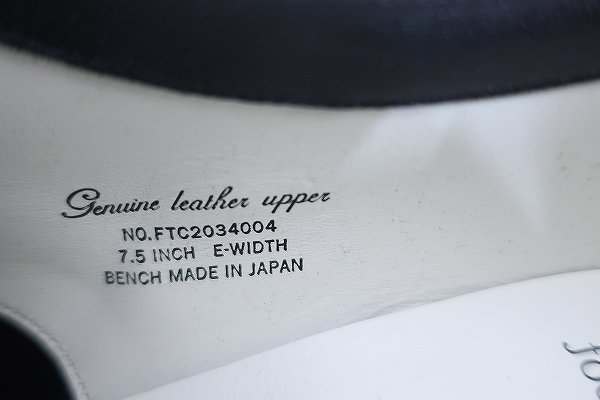 Genuine leather upper
NO.FTC2034004
7.5 INCH E-WIDTH
BENCH MADE IN JAPAN